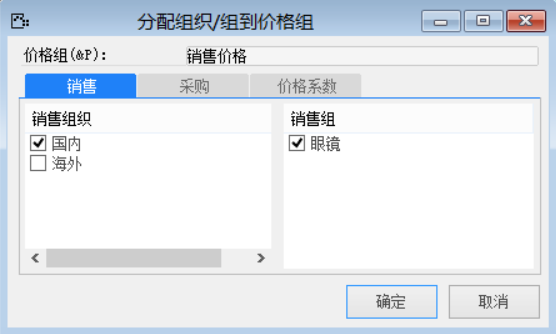 分配组织/组到价格组
价格组(&P): 销售价格
销售 采购 价格系数
销售组织 销售组
国内 眼镜
海外
确定 取消